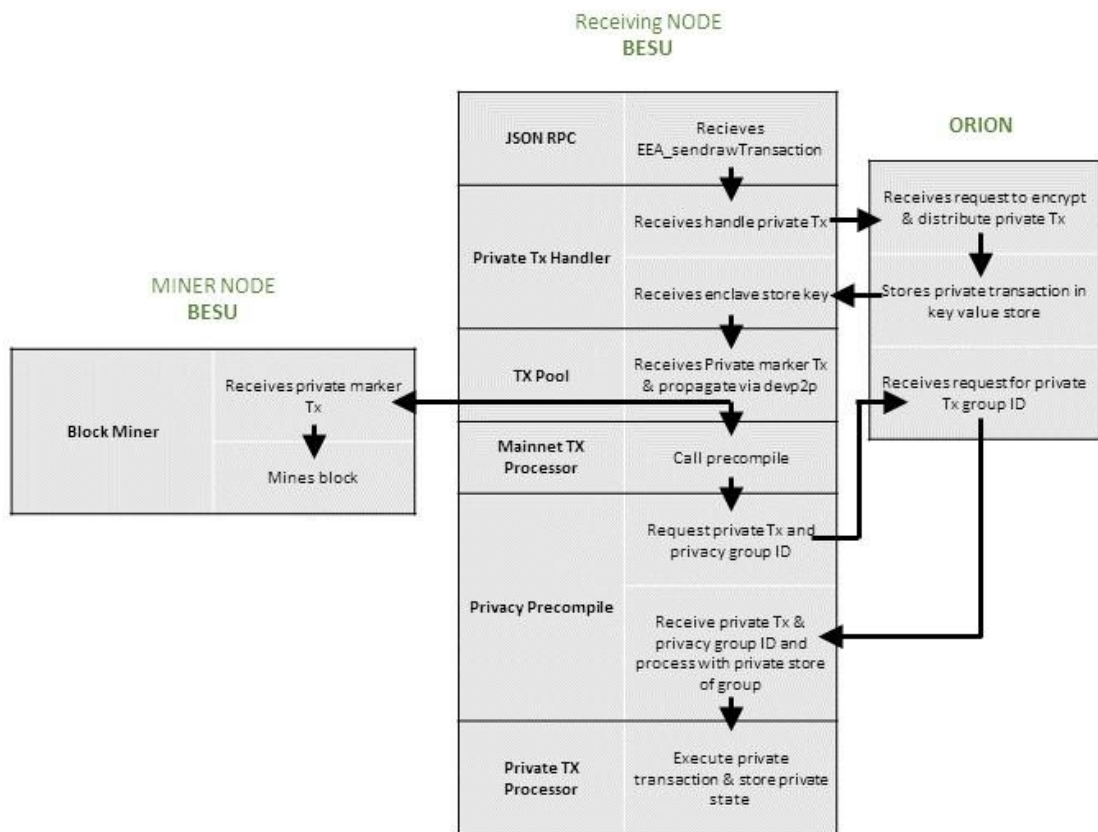 Receiving NODE
BESU
JSON RPC
Recieves
EEA_sendrawTransaction
ORION
Receives request to encrypt
& distribute private Tx
Private Tx Handler
Receives handle private Tx
Receives enclave store key
Stores private transaction in
key value store
MINER NODE
BESU
Block Miner
Receives private marker
Tx
Mines block
TX Pool
Receives Private marker Tx
& propagate via devp2p
Receives request for private
Tx group ID
Mainnet TX
Processor
Call precompile
Privacy Precompile
Request private Tx and
privacy group ID
Receive private Tx &
privacy group ID and
process with private store
of group
Private TX
Processor
Execute private
transaction & store private
state